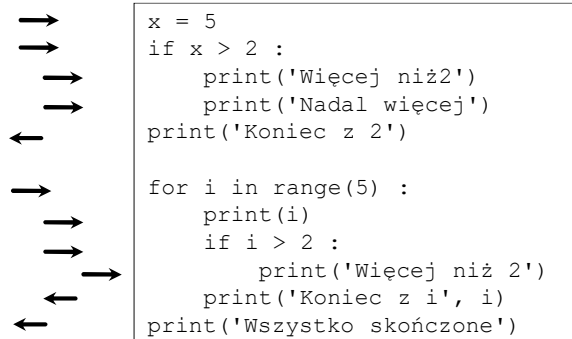 x = 5
if x > 2 :
    print('Więcej niż2')
    print('Nadal więcej')
print('Koniec z 2')

for i in range(5) :
    print(i)
    if i > 2 :
        print('Więcej niż 2')
    print('Koniec z i', i)
print('Wszystko skończone')